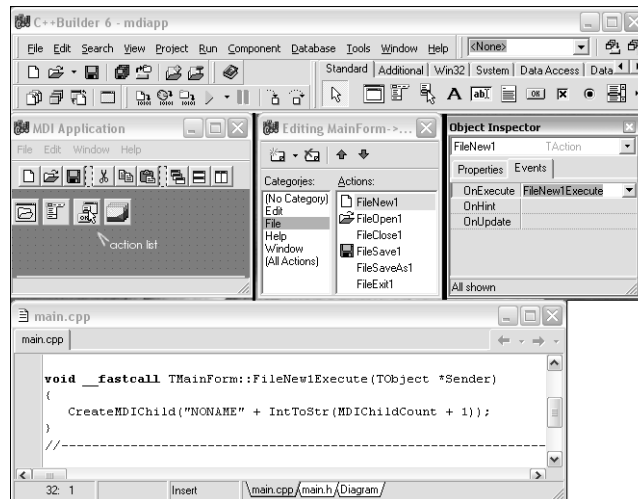 C++Builder 6 - mdiapp
File Edit Search View Project Run Component Database Tools Window Help
<None>
Standard Additional Win32 System Data Access Data
MDI Application
File Edit Window Help
action list
Editing MainForm->...
Categories:
(No Category)
Edit
File
Help
Window
(All Actions)
Actions:
FileNew1
FileOpen1
FileClose1
FileSave1
FileSaveAs1
FileExit1
Object Inspector
FileNew1 TAction
Properties Events
OnExecute FileNew1Execute
OnHint
OnUpdate
All shown
main.cpp
main.cpp
void __fastcall TMainForm::FileNew1Execute(TObject *Sender)
{
CreateMDIChild("NONAME" + IntToStr(MDIChildCount + 1));
}
//---------------------------------------------------------------------------
32: 1 Insert main.cpp main.h Diagram